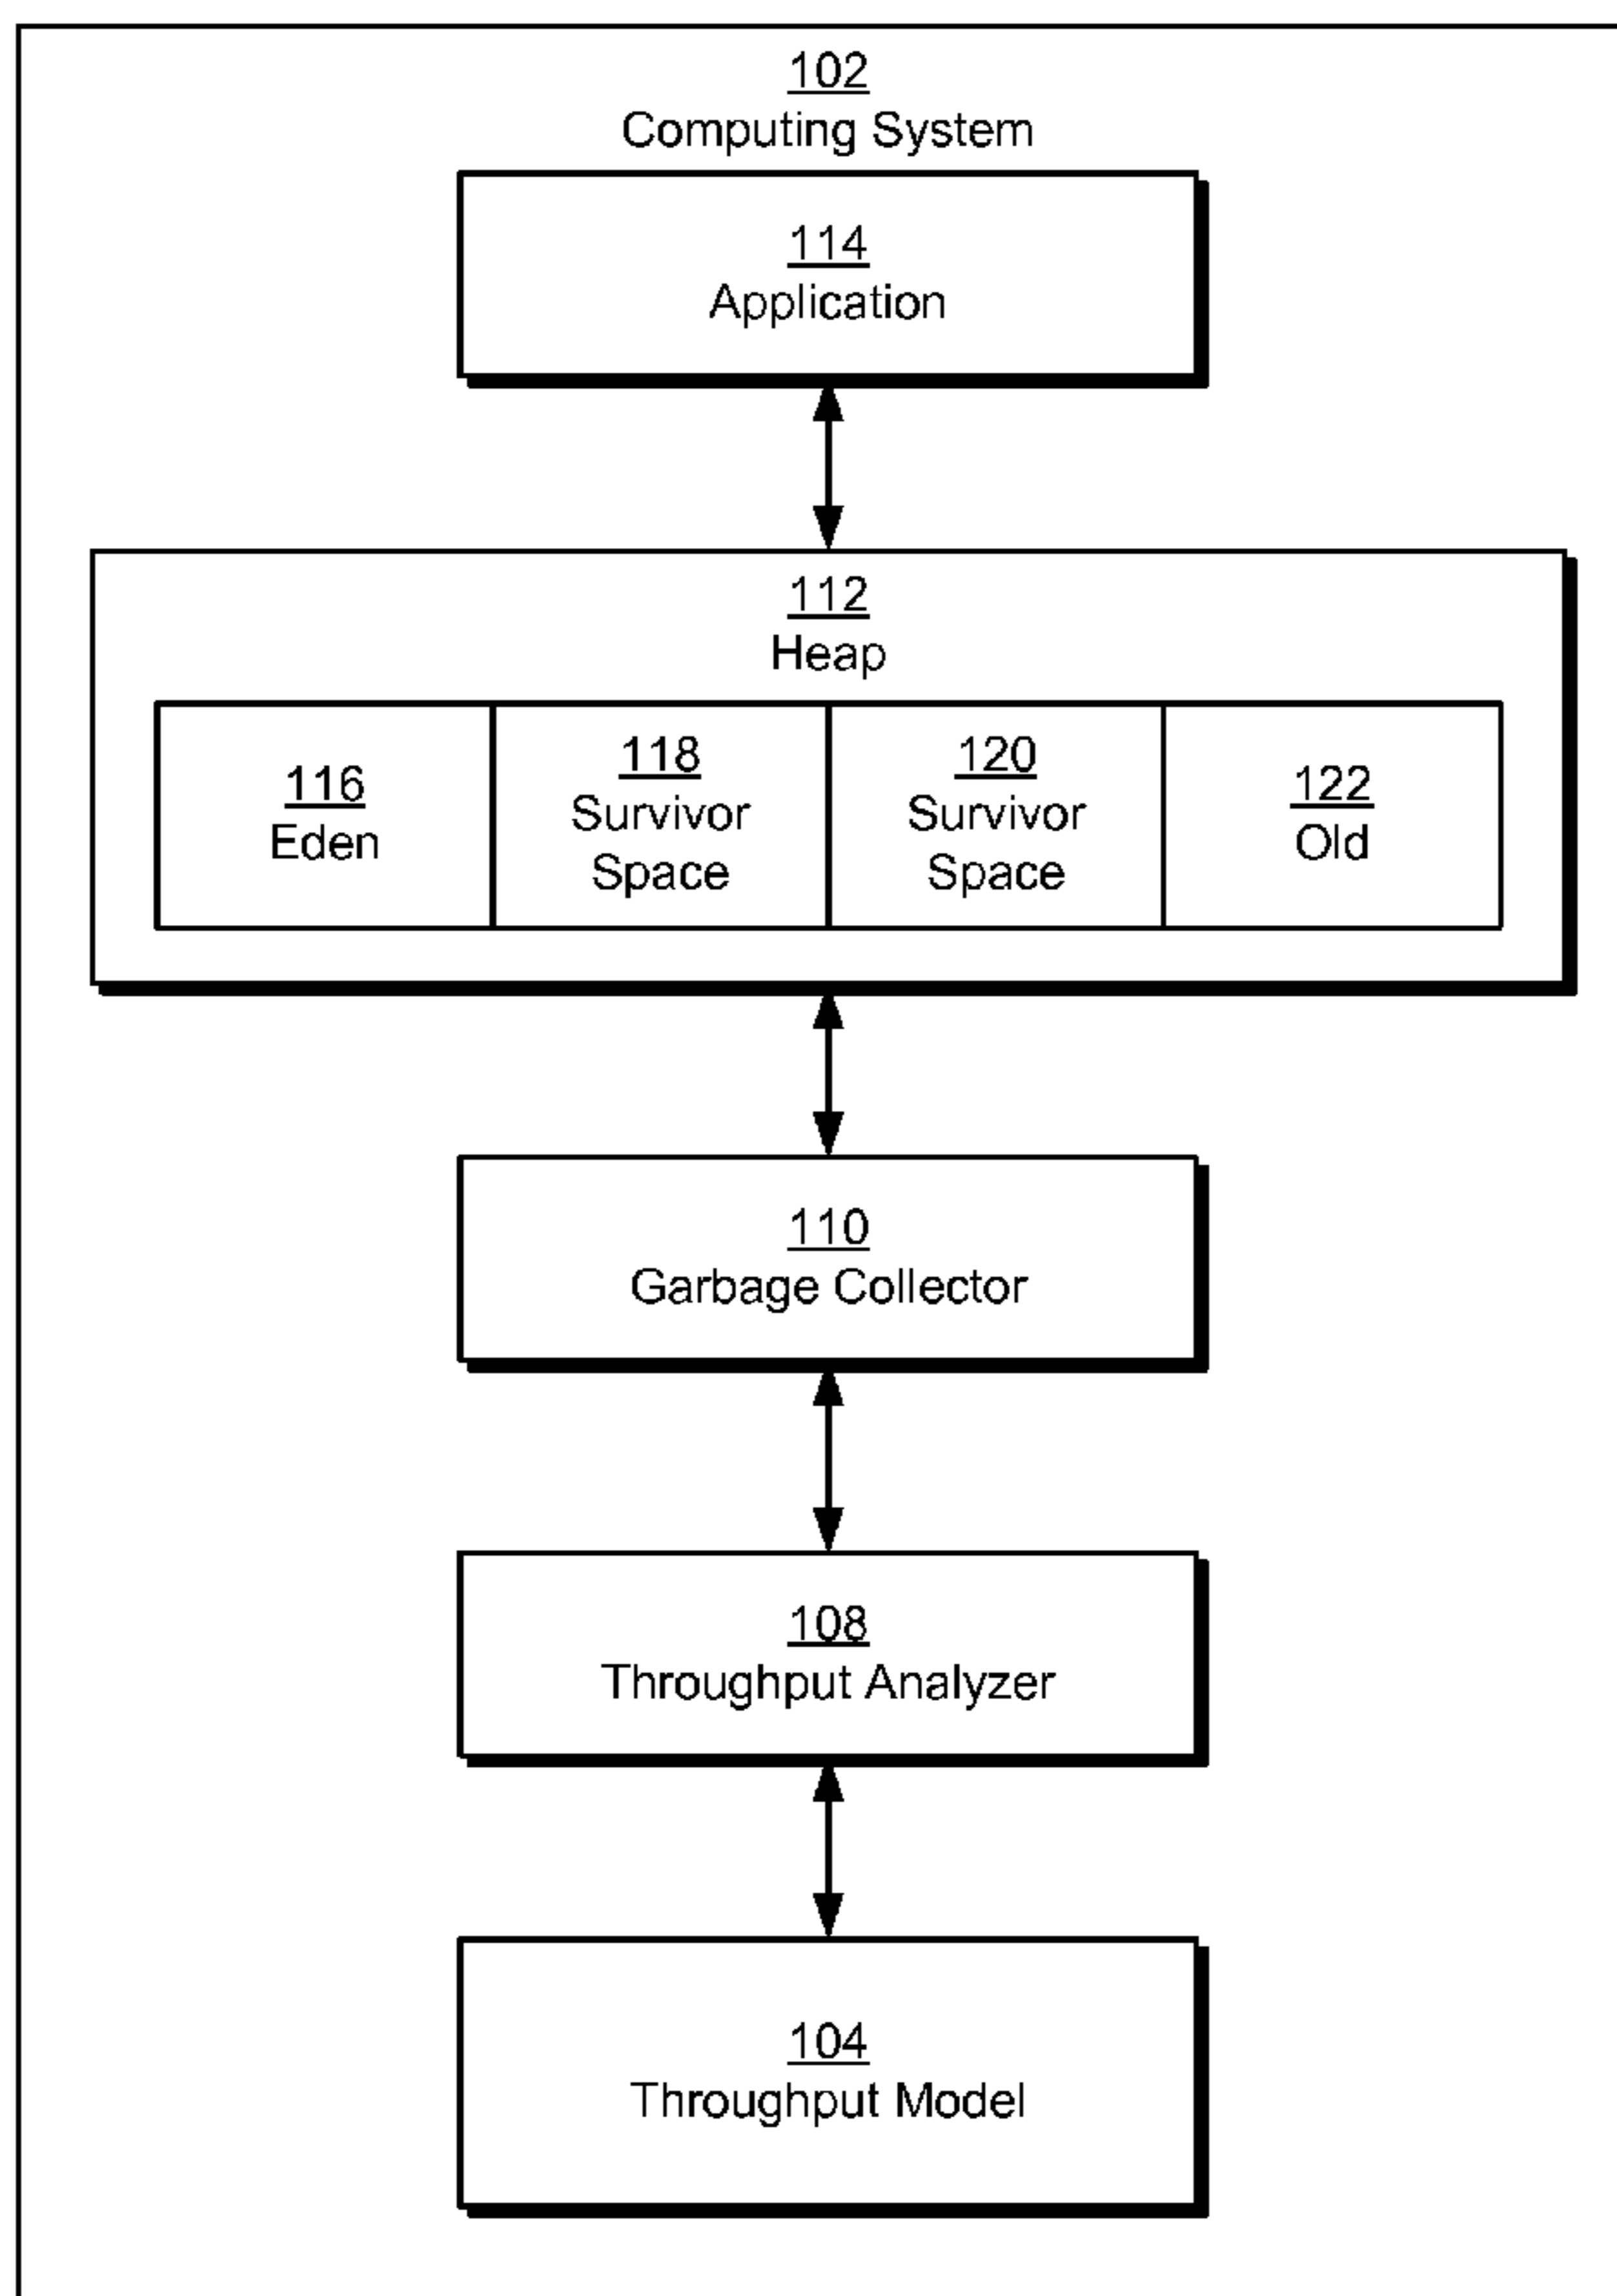 102
Computing System
114
Application
112
Heap
116
Eden
118
Survivor
Space
120
Survivor
Space
122
Old
110
Garbage Collector
108
Throughput Analyzer
104
Throughput Model